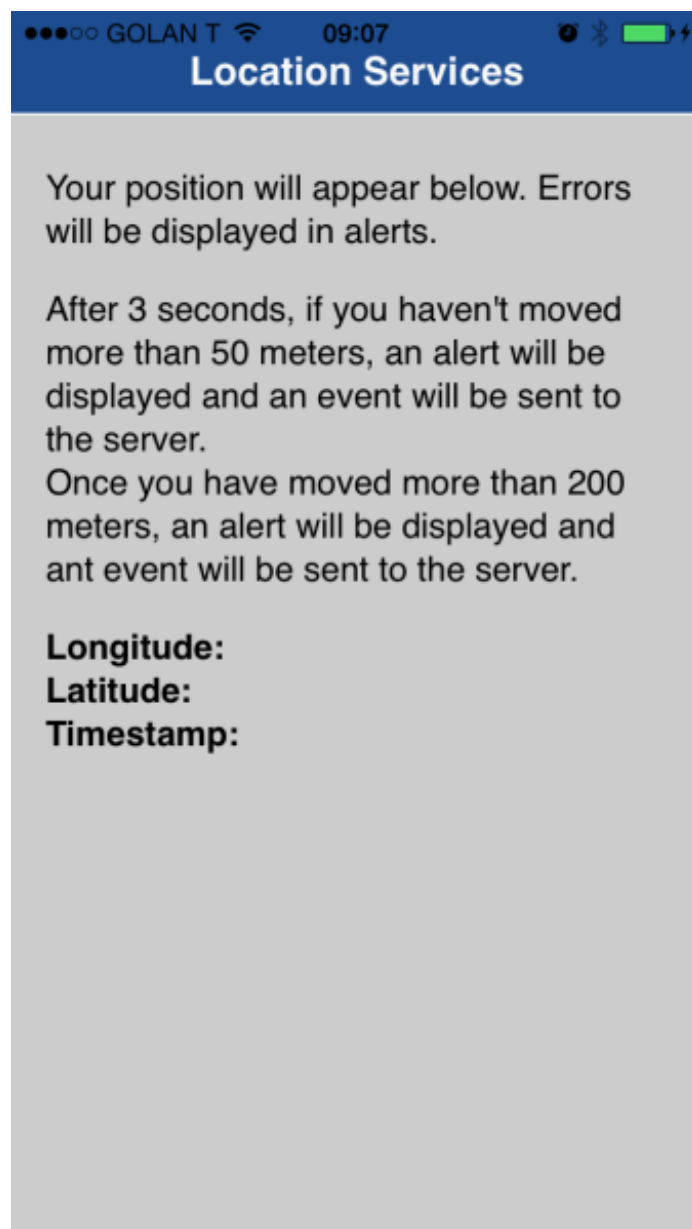 GOLAN T 09:07
Location Services
Your position will appear below. Errors
will be displayed in alerts.
After 3 seconds, if you haven't moved
more than 50 meters, an alert will be
displayed and an event will be sent to
the server.
Once you have moved more than 200
meters, an alert will be displayed and
ant event will be sent to the server.
Longitude:
Latitude:
Timestamp: